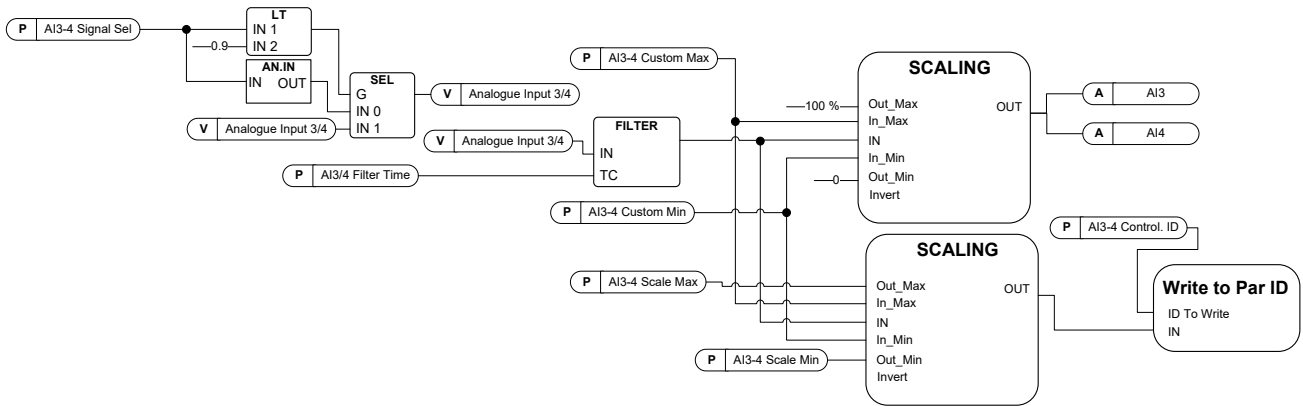 P AI3-4 Signal Sel
LT
IN 1
0.9 IN 2
AN.IN
IN OUT
SEL
G
IN 0
IN 1
V Analogue Input 3/4
V Analogue Input 3/4
V Analogue Input 3/4
P AI3/4 Filter Time
FILTER
IN
TC
P AI3-4 Custom Max
P AI3-4 Custom Min
SCALING
100 % Out_Max
In_Max
IN
In_Min
0 Out_Min
Invert
OUT
A AI3
A AI4
P AI3-4 Scale Max
P AI3-4 Scale Min
SCALING
Out_Max
In_Max
IN
In_Min
Out_Min
Invert
OUT
P AI3-4 Control. ID
Write to Par ID
ID To Write
IN